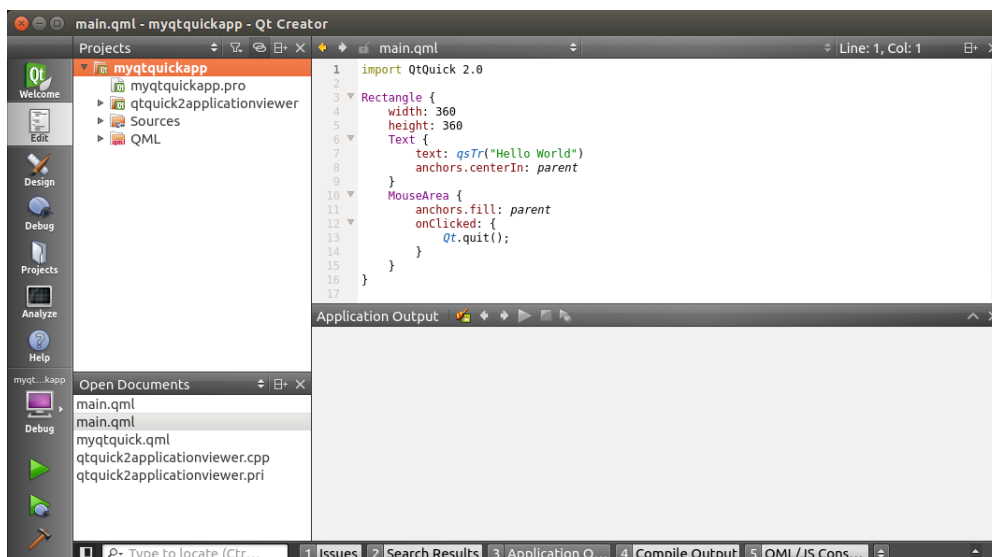 main.qml - myqtquickapp - Qt Creator
Projects
main.qml
Line: 1, Col: 1
Qt
Welcome
Edit
Design
Debug
Projects
Analyze
Help
myqt...kapp
Debug
myqtquickapp
myqtquickapp.pro
qtquick2applicationviewer
Sources
QML
1 import QtQuick 2.0
2
3 Rectangle {
4 width: 360
5 height: 360
6 Text {
7 text: qsTr("Hello World")
8 anchors.centerIn: parent
9 }
10 MouseArea {
11 anchors.fill: parent
12 onClicked: {
13 Qt.quit();
14 }
15 }
16 }
17
Application Output
Open Documents
main.qml
main.qml
myqtquick.qml
qtquick2applicationviewer.cpp
qtquick2applicationviewer.pri
Type to locate (Ctr...
1 Issues 2 Search Results 3 Application O... 4 Compile Output 5 QML/JS Cons...